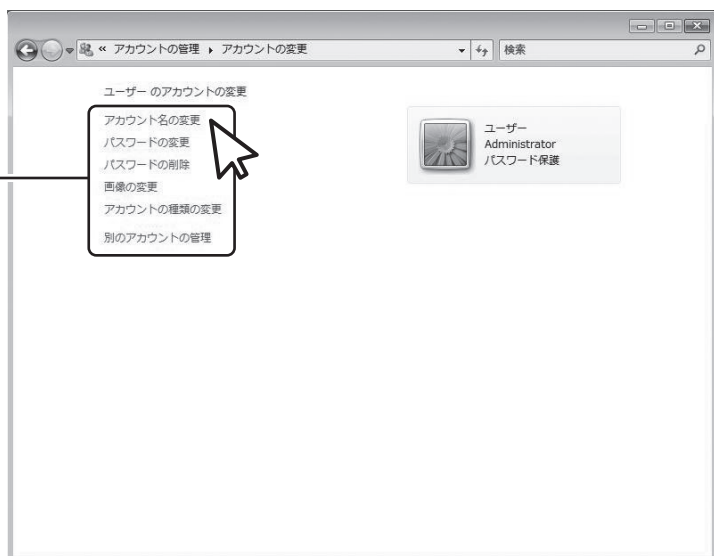 « アカウントの管理 ▸ アカウントの変更
検索
ユーザー のアカウントの変更
アカウント名の変更
パスワードの変更
パスワードの削除
画像の変更
アカウントの種類の変更
別のアカウントの管理
ユーザー
Administrator
パスワード保護